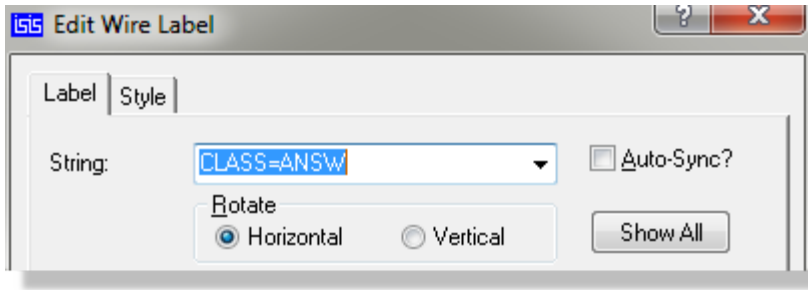 isis Edit Wire Label ? X
Label Style
String: CLASS=ANSW Auto-Sync?
Rotate
Horizontal Vertical Show All